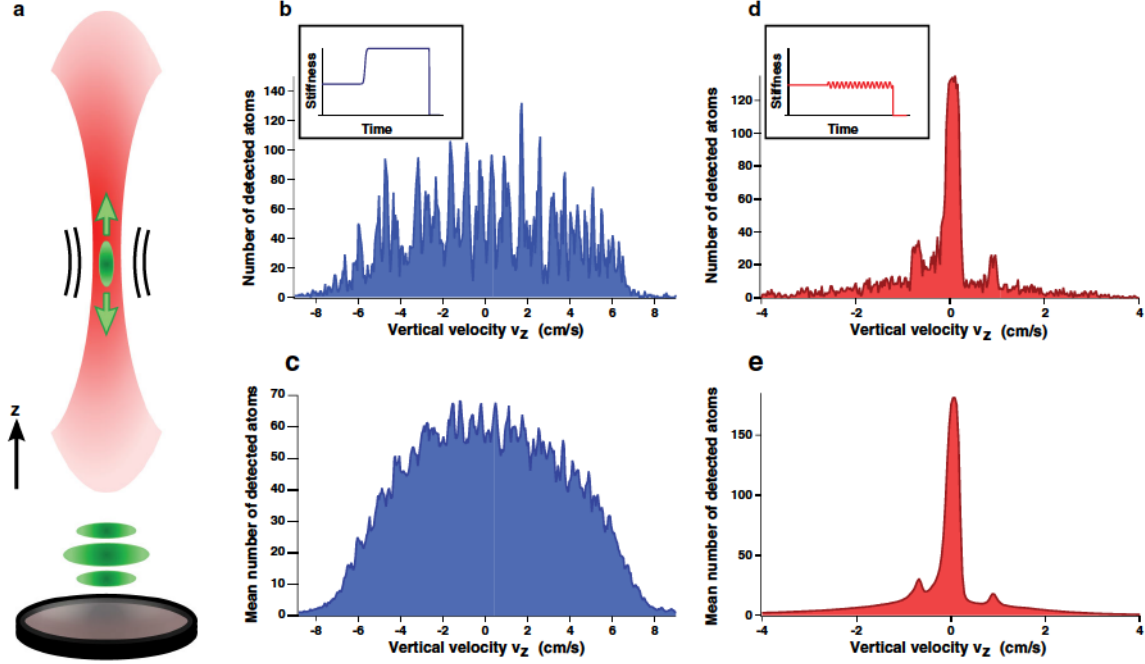 a
z
b
Stiffness
Time
Number of detected atoms
140
120
100
80
60
40
20
0
-8 -6 -4 -2 0 2 4 6 8
Vertical velocity vz (cm/s)
c
Mean number of detected atoms
70
60
50
40
30
20
10
0
-8 -6 -4 -2 0 2 4 6 8
Vertical velocity vz (cm/s)
d
Stiffness
Time
Number of detected atoms
120
100
80
60
40
20
0
-4 -2 0 2 4
Vertical velocity vz (cm/s)
e
Mean number of detected atoms
150
100
50
0
-4 -2 0 2 4
Vertical velocity vz (cm/s)